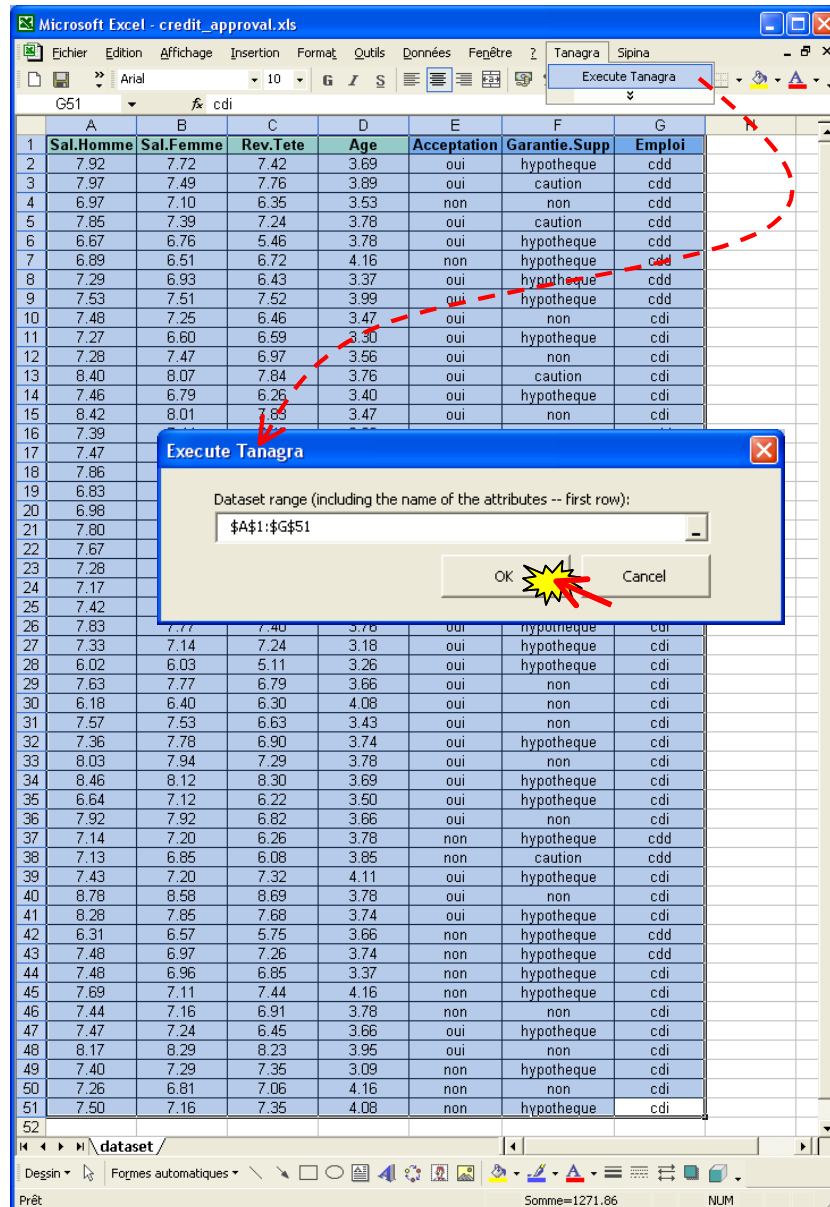 Microsoft Excel - credit_approval.xls
Fichier Edition Affichage Insertion Format Outils Données Fenêtre ? Tanagra Sipina
Arial 10 G I S Execute Tanagra
G51 fx cdi
A B C D E F G H
1 Sal.Homme Sal.Femme Rev.Tete Age Acceptation Garantie.Supp Emploi
2 7.92 7.72 7.42 3.69 oui hypotheque cdd
3 7.97 7.49 7.76 3.89 oui caution cdd
4 6.97 7.10 6.35 3.53 non non cdd
5 7.85 7.39 7.24 3.78 oui caution cdd
6 6.67 6.76 5.46 3.78 oui hypotheque cdd
7 6.89 6.51 6.72 4.16 non hypotheque cdd
8 7.29 6.93 6.43 3.37 oui hypotheque cdd
9 7.53 7.51 7.52 3.99 oui hypotheque cdd
10 7.48 7.25 6.46 3.47 oui non cdi
11 7.27 6.60 6.59 3.30 oui hypotheque cdi
12 7.28 7.47 6.97 3.56 oui non cdi
13 8.40 8.07 7.84 3.76 oui caution cdi
14 7.46 6.79 6.26 3.40 oui hypotheque cdi
15 8.42 8.01 7.83 3.47 oui non cdi
16 7.39
17 7.47
18 7.86
19 6.83
20 6.98
21 7.80
22 7.67
23 7.28
24 7.17
25 7.42
Execute Tanagra
Dataset range (including the name of the attributes -- first row):
$A$1:$G$51
OK Cancel
26 7.83 7.77 7.40 3.76 oui hypotheque cdi
27 7.33 7.14 7.24 3.18 oui hypotheque cdi
28 6.02 6.03 5.11 3.26 oui hypotheque cdi
29 7.63 7.77 6.79 3.66 oui non cdi
30 6.18 6.40 6.30 4.08 oui non cdi
31 7.57 7.53 6.63 3.43 oui non cdi
32 7.36 7.78 6.90 3.74 oui hypotheque cdi
33 8.03 7.94 7.29 3.78 oui non cdi
34 8.46 8.12 8.30 3.69 oui hypotheque cdi
35 6.64 7.12 6.22 3.50 oui hypotheque cdi
36 7.92 7.92 6.82 3.66 oui non cdi
37 7.14 7.20 6.26 3.78 non hypotheque cdd
38 7.13 6.85 6.08 3.85 non caution cdd
39 7.43 7.20 7.32 4.11 oui hypotheque cdi
40 8.78 8.58 8.69 3.78 oui non cdi
41 8.28 7.85 7.68 3.74 oui hypotheque cdi
42 6.31 6.57 5.75 3.66 non hypotheque cdd
43 7.48 6.97 7.26 3.74 non hypotheque cdd
44 7.48 6.96 6.85 3.37 non hypotheque cdi
45 7.69 7.11 7.44 4.16 non hypotheque cdi
46 7.44 7.16 6.91 3.78 non non cdi
47 7.47 7.24 6.45 3.66 oui hypotheque cdi
48 8.17 8.29 8.23 3.95 oui non cdi
49 7.40 7.29 7.35 3.09 non hypotheque cdi
50 7.26 6.81 7.06 4.16 non non cdi
51 7.50 7.16 7.35 4.08 non hypotheque cdi
52
dataset
Dessin Formes automatiques
Prêt Somme=1271.86 NUM